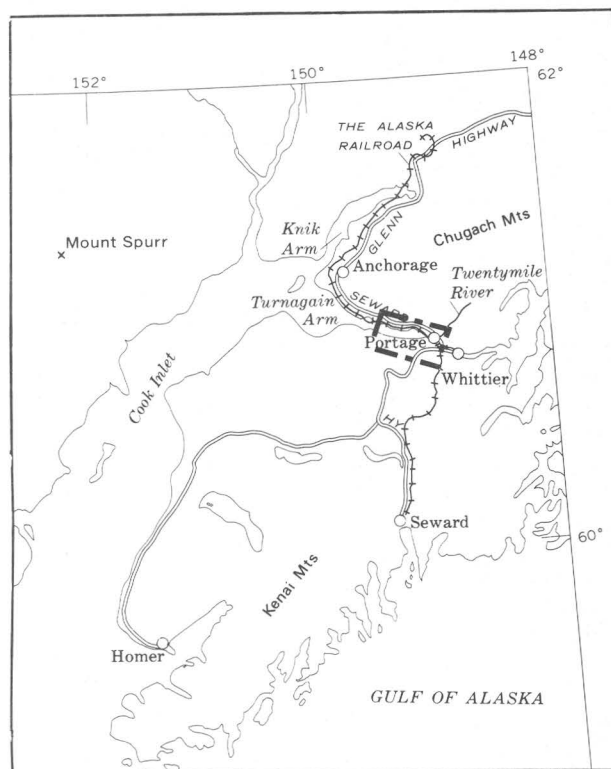 152°
150°
148°
62°
THE ALASKA
RAILROAD
HIGHWAY
GLENN
Knik
Arm
Chugach Mts
Mount Spurr
Anchorage
Twentymile
River
SEWARD
Turnagain
Arm
Portage
Whittier
Cook Inlet
HY
Seward
60°
Kenai Mts
Homer
GULF OF ALASKA